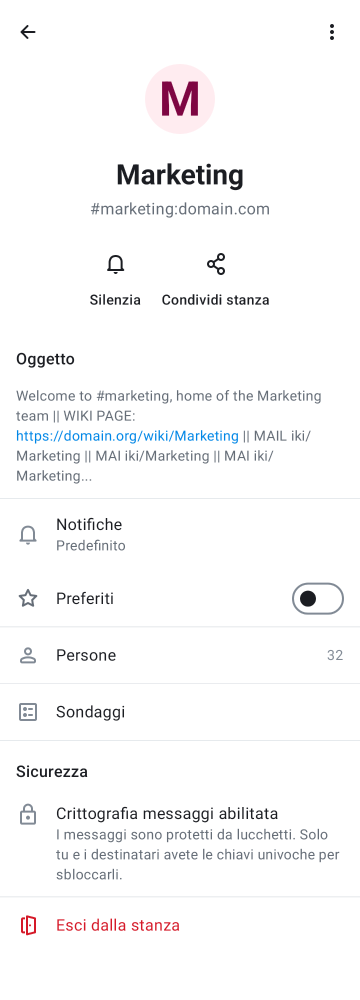 M
Marketing
#marketing:domain.com
Silenzia
Condividi stanza
Oggetto
Welcome to #marketing, home of the Marketing
team || WIKI PAGE:
https://domain.org/wiki/Marketing || MAIL iki/
Marketing || MAI iki/Marketing || MAI iki/
Marketing...
Notifiche
Predefinito
Preferiti
Persone 32
Sondaggi
Sicurezza
Crittografia messaggi abilitata
I messaggi sono protetti da lucchetti. Solo
tu e i destinatari avete le chiavi univoche per
sbloccarli.
Esci dalla stanza